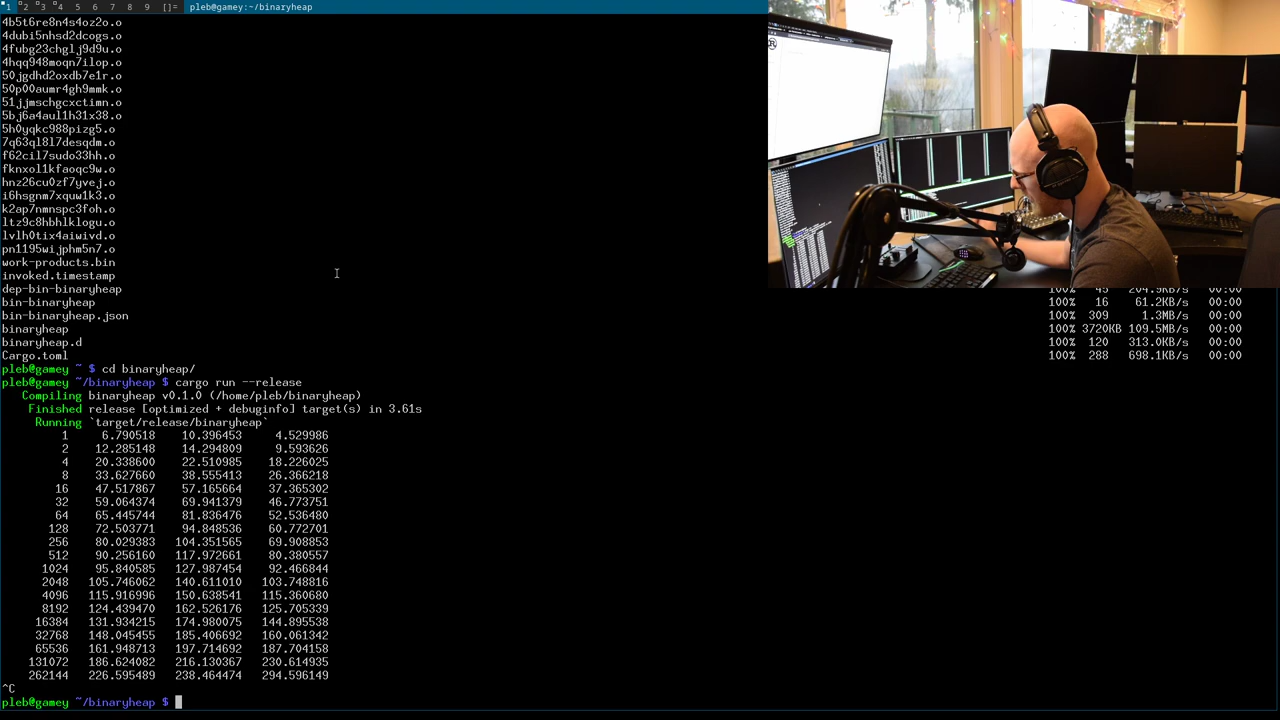 1 2 3 4 5 6 7 8 9 []= pleb@gamey:~/binaryheap
4b5t6re8n4s4oz2o.o
4dubi5nhsd2dcogs.o
4fubg23chglj9d9u.o
4hqq948moqn7ilop.o
50jgdhd2oxdb7e1r.o
50p00aumr4gh9mmk.o
51jjmschgcxctimn.o
5bj6a4aul1h31x38.o
5h0yqkc988pizg5.o
7q63ql8l7desqdm.o
f62cil7sudo33hh.o
fknxol1kfaoqc9w.o
hnz26cu0zf7yvej.o
i6hsgnm7xquw1k3.o
k2ap7nmnspc3foh.o
ltz9c8hbhlklogu.o
lvlh0tix4aiwivd.o
pn1195wijphm5n7.o
work-products.bin
invoked.timestamp
dep-bin-binaryheap 100% 45 204.9KB/s 00:00
bin-binaryheap 100% 16 61.2KB/s 00:00
bin-binaryheap.json 100% 309 1.3MB/s 00:00
binaryheap 100% 3720KB 109.5MB/s 00:00
binaryheap.d 100% 120 313.0KB/s 00:00
Cargo.toml 100% 288 698.1KB/s 00:00
pleb@gamey ~ $ cd binaryheap/
pleb@gamey ~/binaryheap $ cargo run --release
Compiling binaryheap v0.1.0 (/home/pleb/binaryheap)
Finished release [optimized + debuginfo] target(s) in 3.61s
Running `target/release/binaryheap`
1 6.790518 10.396453 4.529986
2 12.285148 14.294809 9.593626
4 20.338600 22.510985 18.226025
8 33.627660 38.555413 26.366218
16 47.517867 57.165664 37.365302
32 59.064374 69.941379 46.773751
64 65.445744 81.836476 52.536480
128 72.503771 94.848536 60.772701
256 80.029383 104.351565 69.908853
512 90.256160 117.972661 80.380557
1024 95.840585 127.987454 92.466844
2048 105.746062 140.611010 103.748816
4096 115.916996 150.638541 115.360680
8192 124.439470 162.526176 125.705339
16384 131.934215 174.980075 144.895538
32768 148.045455 185.406692 160.061342
65536 161.948713 197.714692 187.704158
131072 186.624082 216.130367 230.614935
262144 226.595489 238.464474 294.596149
^C
pleb@gamey ~/binaryheap $